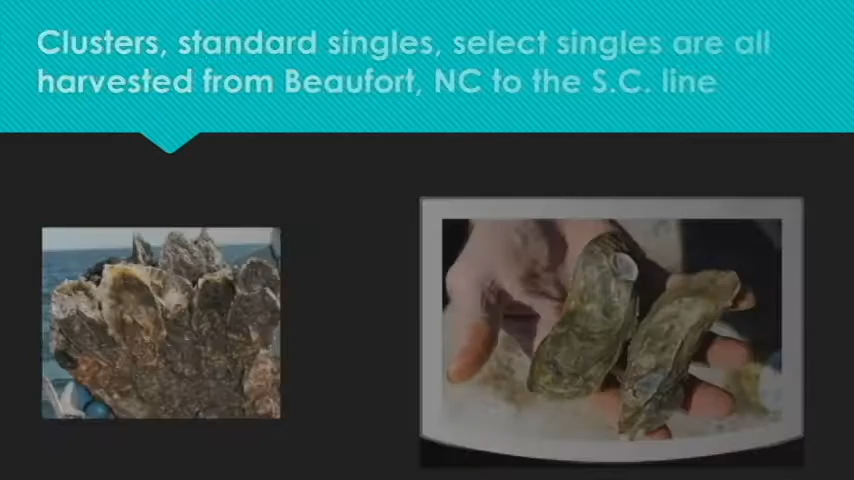 Clusters, standard singles, select singles are all
harvested from Beaufort, NC to the S.C. line